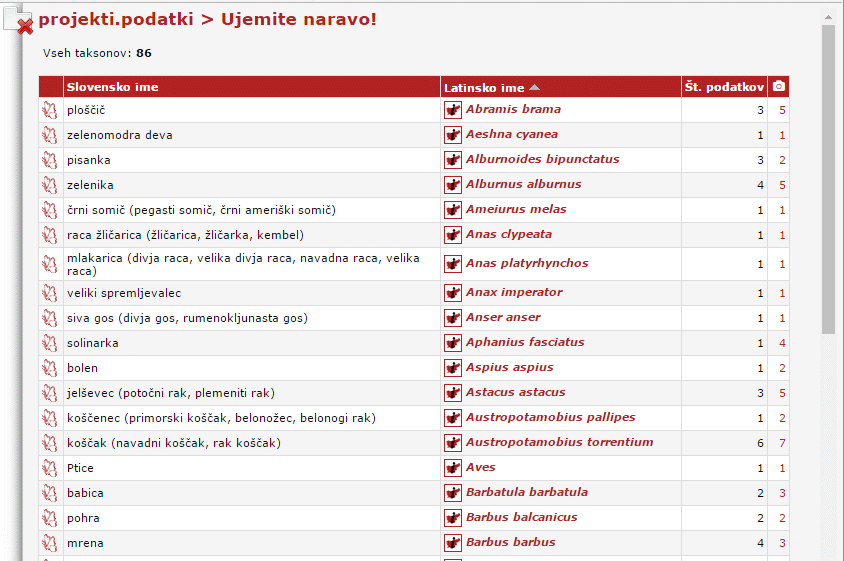 projekti.podatki > Ujemite naravo!
Vseh taksonov: 86
Slovensko ime Latinsko ime Št. podatkov
ploščič Abramis brama 3 5
zelenomodra deva Aeshna cyanea 1 1
pisanka Alburnoides bipunctatus 3 2
zelenika Alburnus alburnus 4 5
črni somič (pegasti somič, črni ameriški somič) Ameiurus melas 1 1
raca žličarica (žličarica, žličarka, kembel) Anas clypeata 1 1
mlakarica (divja raca, velika divja raca, navadna raca, velika
raca) Anas platyrhynchos 1 1
veliki spremljevalec Anax imperator 1 1
siva gos (divja gos, rumenokljunasta gos) Anser anser 1 1
solinarka Aphanius fasciatus 1 4
bolen Aspius aspius 1 2
jelševec (potočni rak, plemeniti rak) Astacus astacus 3 5
koščenec (primorski koščak, belonožec, belonogi rak) Austropotamobius pallipes 1 2
koščak (navadni koščak, rak koščak) Austropotamobius torrentium 6 7
Ptice Aves 1 1
babica Barbatula barbatula 2 3
pohra Barbus balcanicus 2 2
mrena Barbus barbus 4 3